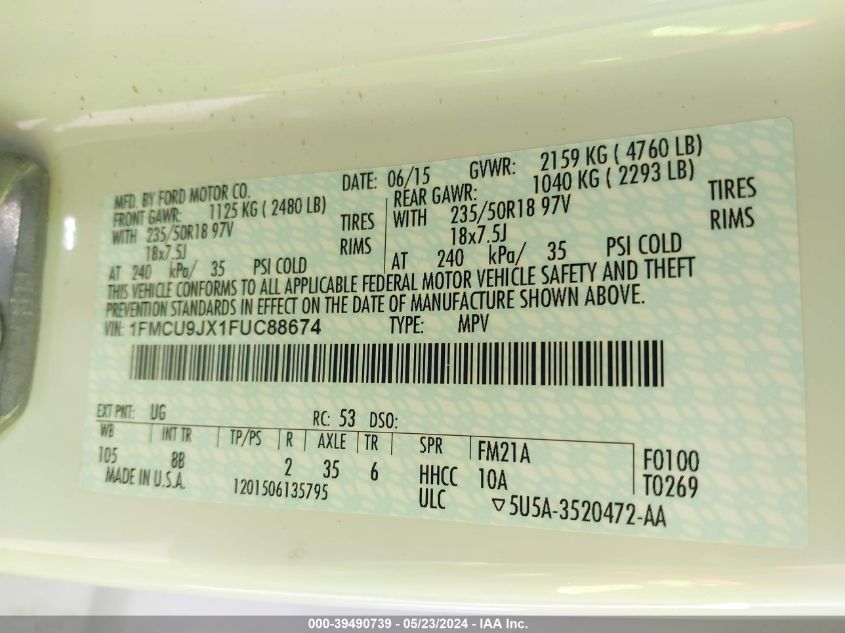 MFD. BY FORD MOTOR CO. DATE: 06/15 GVWR: 2159 KG ( 4760 LB)
FRONT GAWR: 1125 KG ( 2480 LB) REAR GAWR: 1040 KG ( 2293 LB)
WITH 235/50R18 97V TIRES WITH 235/50R18 97V TIRES
18x7.5J RIMS 18x7.5J RIMS
AT 240 kPa/ 35 PSI COLD AT 240 kPa/ 35 PSI COLD
THIS VEHICLE CONFORMS TO ALL APPLICABLE FEDERAL MOTOR VEHICLE SAFETY AND THEFT
PREVENTION STANDARDS IN EFFECT ON THE DATE OF MANUFACTURE SHOWN ABOVE.
VIN: 1FMCU9JX1FUC88674 TYPE: MPV
EXT PNT: UG RC: 53 DSO:
WB INT TR TP/PS R AXLE TR SPR FM21A F0100
105 8B 2 35 6 HHCC 10A T0269
MADE IN U.S.A. 1201506135795 ULC ▽5U5A-3520472-AA
000-39490739 - 05/23/2024 - IAA Inc.